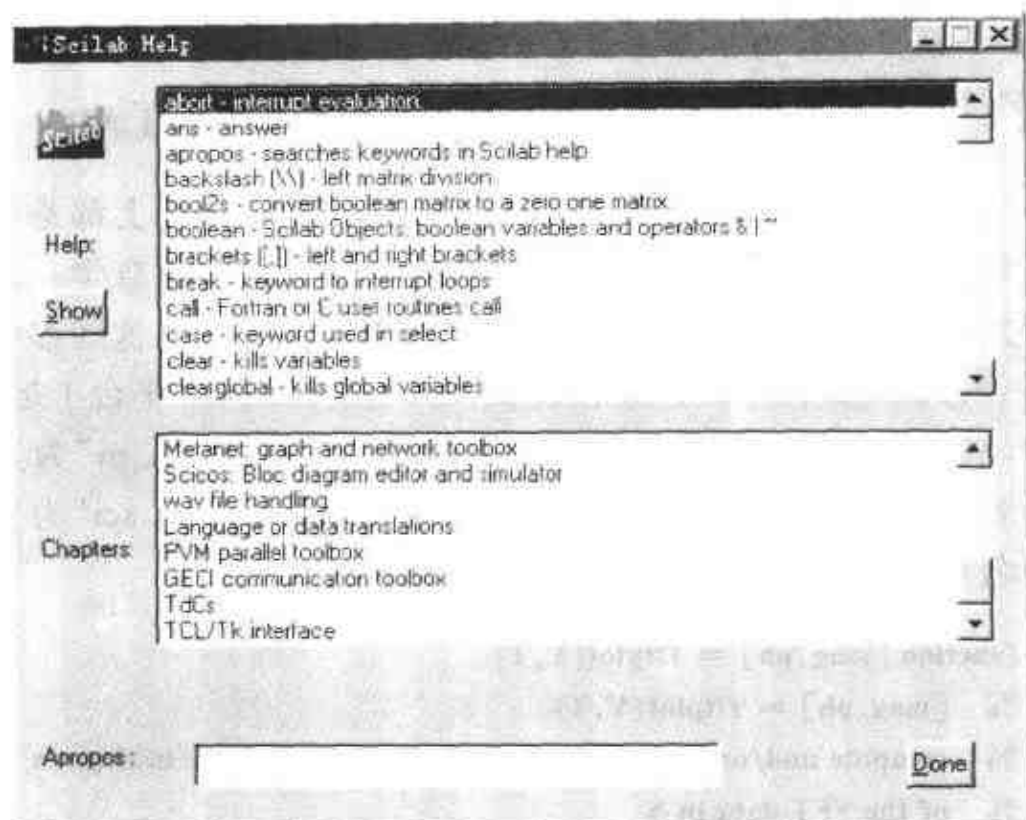 Scilab Help
Scilab
abort - interrupt evaluation
ans - answer
apropos - searches keywords in Scilab help
backslash (\\) - left matrix division
bool2s - convert boolean matrix to a zero one matrix
boolean - Scilab Objects, boolean variables and operators & | ~
brackets ([,]) - left and right brackets
break - keyword to interrupt loops
call - Fortran or C user routines call
case - keyword used in select
clear - kills variables
clearglobal - kills global variables
Help:
Show
Metanet: graph and network toolbox
Scicos: Bloc diagram editor and simulator
wav file handling
Language or data translations
PVM parallel toolbox
GECI communication toolbox
TdCs
TCL/Tk interface
Chapters
Apropos
Done